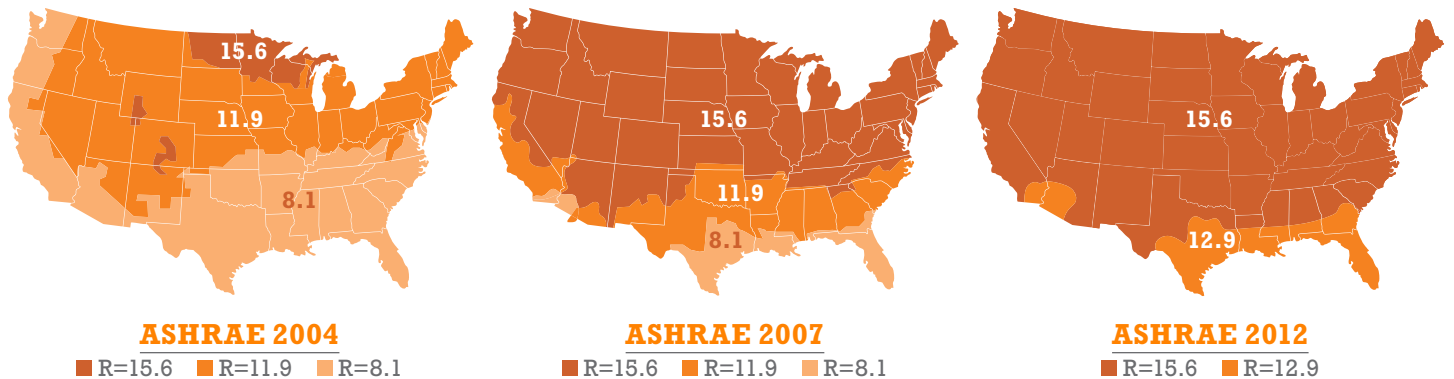 15.6
11.9
8.1
ASHRAE 2004
R=15.6 R=11.9 R=8.1
15.6
11.9
8.1
ASHRAE 2007
R=15.6 R=11.9 R=8.1
15.6
12.9
ASHRAE 2012
R=15.6 R=12.9